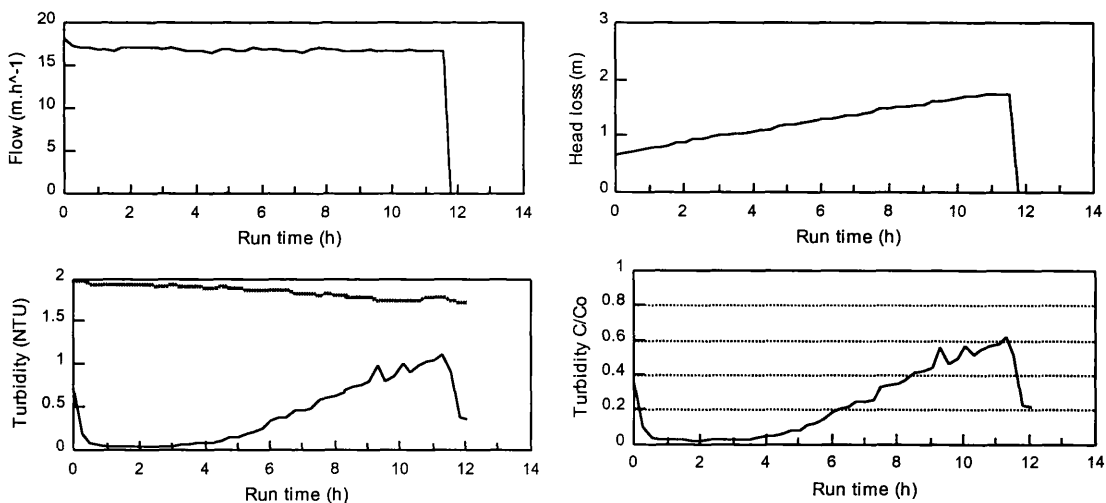 20
15
10
5
0
Flow (m.h^-1)
0 2 4 6 8 10 12 14
Run time (h)
3
2
1
0
Head loss (m)
0 2 4 6 8 10 12 14
Run time (h)
2
1.5
1
0.5
0
Turbidity (NTU)
0 2 4 6 8 10 12 14
Run time (h)
1
0.8
0.6
0.4
0.2
0
Turbidity C/Co
0 2 4 6 8 10 12 14
Run time (h)